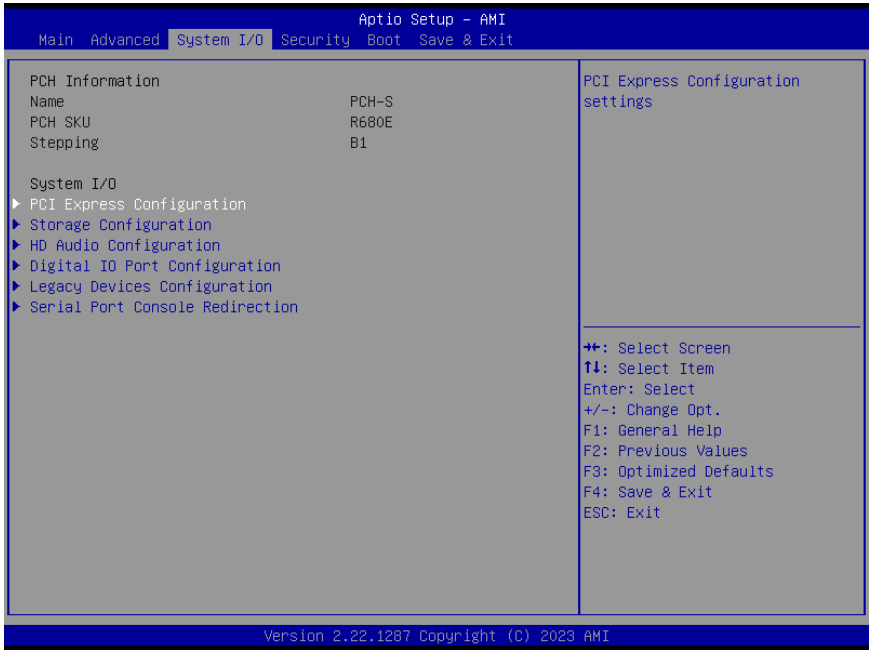 Aptio Setup – AMI
Main Advanced System I/O Security Boot Save & Exit
PCH Information
Name PCH-S
PCH SKU R680E
Stepping B1
System I/O
▶ PCI Express Configuration
▶ Storage Configuration
▶ HD Audio Configuration
▶ Digital IO Port Configuration
▶ Legacy Devices Configuration
▶ Serial Port Console Redirection
PCI Express Configuration
settings
→←: Select Screen
↑↓: Select Item
Enter: Select
+/-: Change Opt.
F1: General Help
F2: Previous Values
F3: Optimized Defaults
F4: Save & Exit
ESC: Exit
Version 2.22.1287 Copyright (C) 2023 AMI